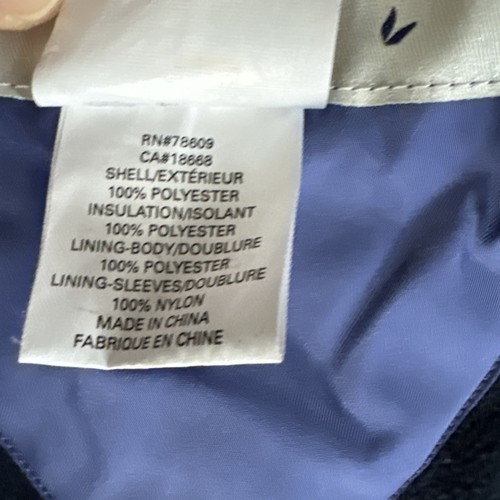 RN#78609
CA#18668
SHELL/EXTÉRIEUR
100% POLYESTER
INSULATION/ISOLANT
100% POLYESTER
LINING-BODY/DOUBLURE
100% POLYESTER
LINING-SLEEVES/DOUBLURE
100% NYLON
MADE IN CHINA
FABRIQUE EN CHINE